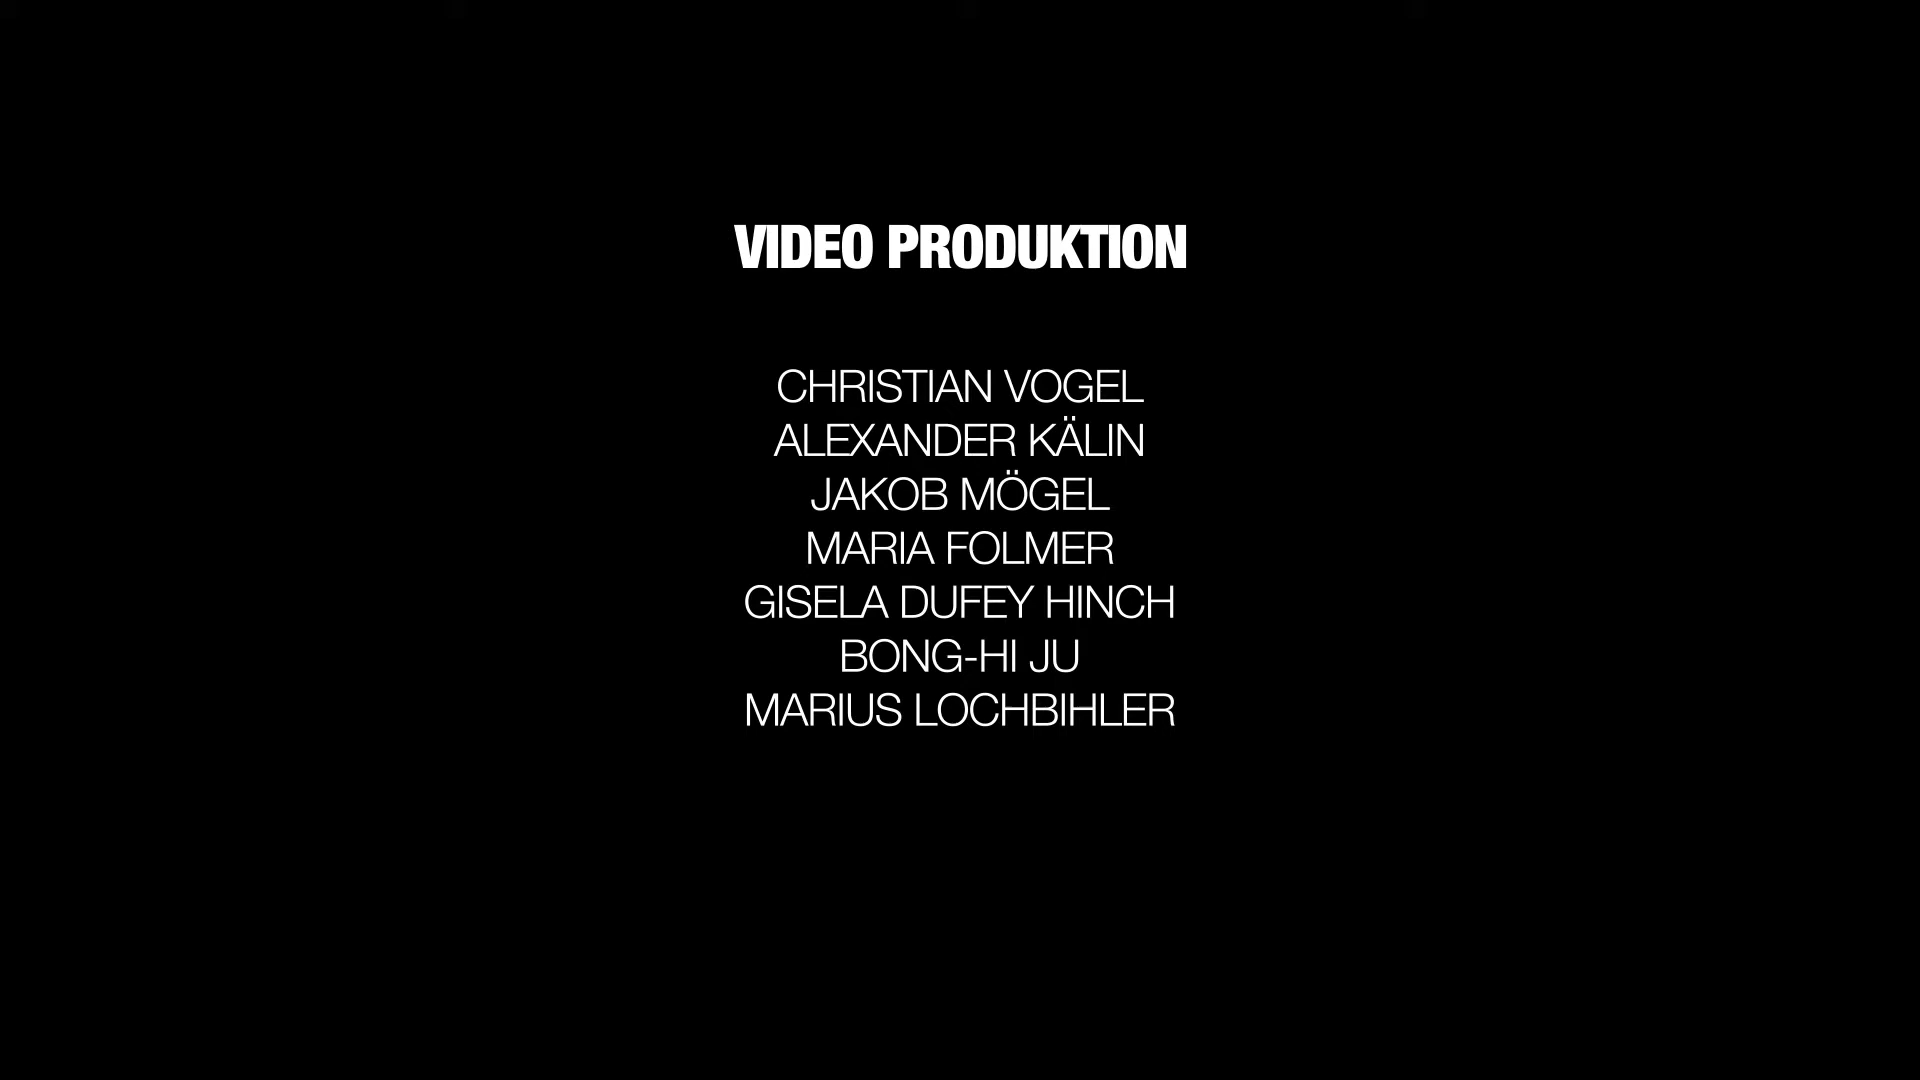 VIDEO PRODUKTION
CHRISTIAN VOGEL
ALEXANDER KÄLIN
JAKOB MÖGEL
MARIA FOLMER
GISELA DUFEY HINCH
BONG-HI JU
MARIUS LOCHBIHLER